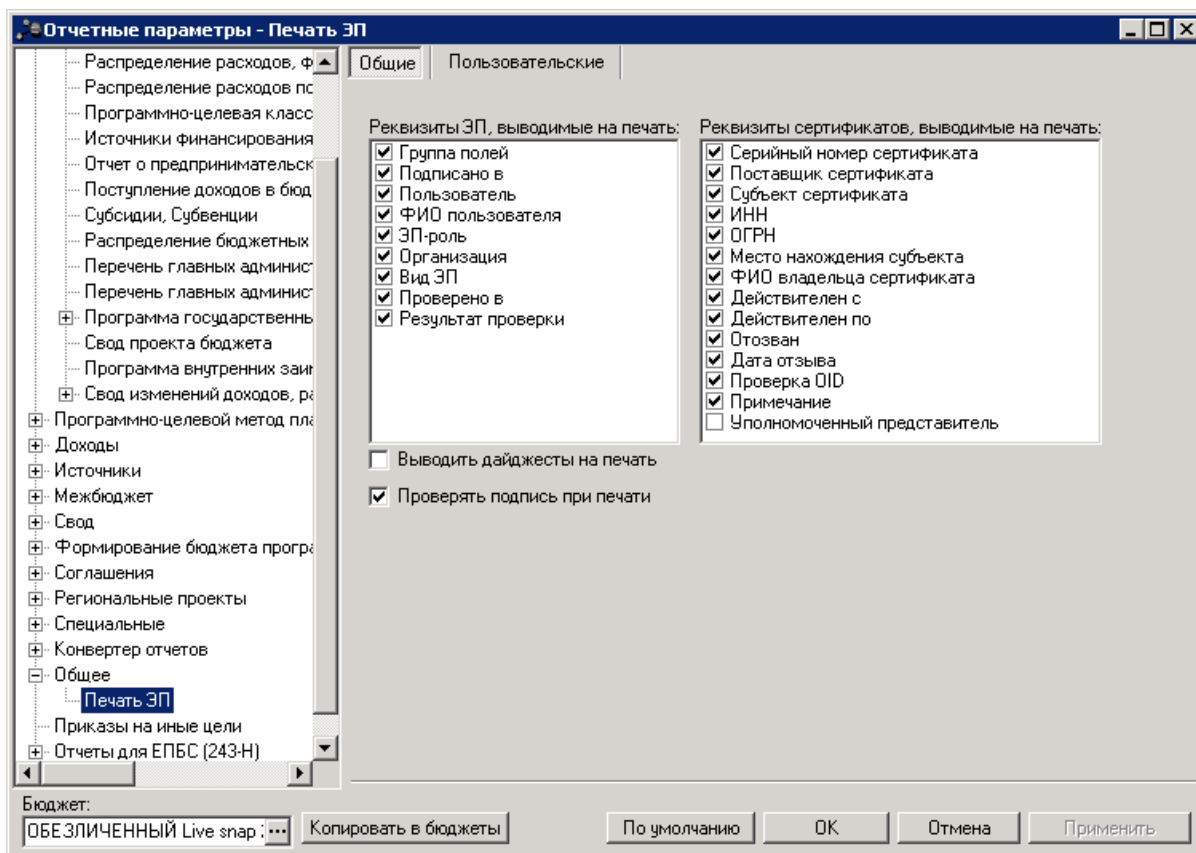 Отчетные параметры - Печать ЭП
Распределение расходов, Ф
Распределение расходов по
Программно-целевая класс
Источники финансирования
Отчет о предпринимательск
Поступление доходов в бюд
Субсидии, Субвенции
Распределение бюджетных
Перечень главных админист
Перечень главных админист
Программа государственны
Свод проекта бюджета
Программа внутренних заим
Свод изменений доходов, ра
Программно-целевой метод пла
Доходы
Источники
Межбюджет
Свод
Формирование бюджета програ
Соглашения
Региональные проекты
Специальные
Конвертер отчетов
Общее
Печать ЭП
Приказы на иные цели
Отчеты для ЕПБС (243-Н)
Общие
Пользовательские
Реквизиты ЭП, выводимые на печать:
Группа полей
Подписано в
Пользователь
ФИО пользователя
ЭП-роль
Организация
Вид ЭП
Проверено в
Результат проверки
Реквизиты сертификатов, выводимые на печать:
Серийный номер сертификата
Поставщик сертификата
Субъект сертификата
ИНН
ОГРН
Место нахождения субъекта
ФИО владельца сертификата
Действителен с
Действителен по
Отозван
Дата отзыва
Проверка OID
Примечание
Уполномоченный представитель
Выводить дайджесты на печать
Проверять подпись при печати
Бюджет:
ОБЕЗЛИЧЕННЫЙ Live snap
...
Копировать в бюджеты
По умолчанию
OK
Отмена
Применить